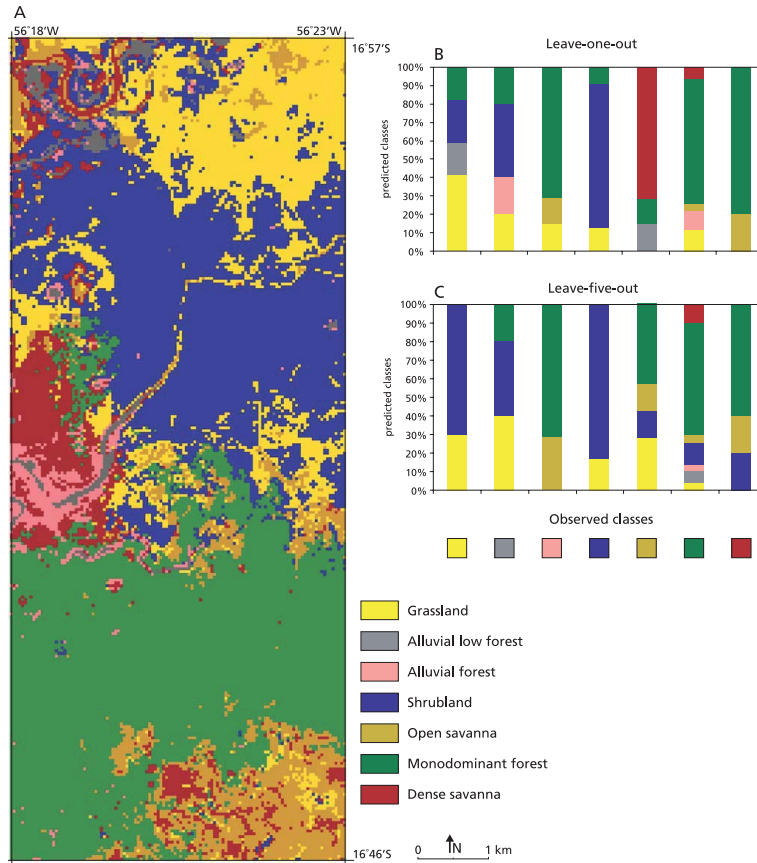 A
56°18'W
56°23'W
16°57'S
16°46'S
B
Leave-one-out
100%
90%
80%
70%
60%
50%
40%
30%
20%
10%
0%
predicted classes
C
Leave-five-out
100%
90%
80%
70%
60%
50%
40%
30%
20%
10%
0%
predicted classes
Observed classes
Grassland
Alluvial low forest
Alluvial forest
Shrubland
Open savanna
Monodominant forest
Dense savanna
N
0 1 km